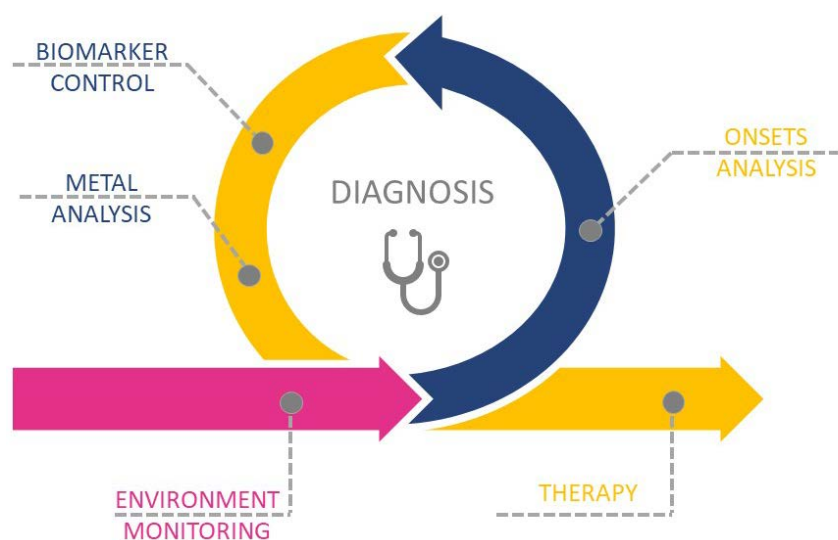 BIOMARKER
CONTROL
ONSETS
ANALYSIS
METAL
ANALYSIS
DIAGNOSIS
ENVIRONMENT
MONITORING
THERAPY